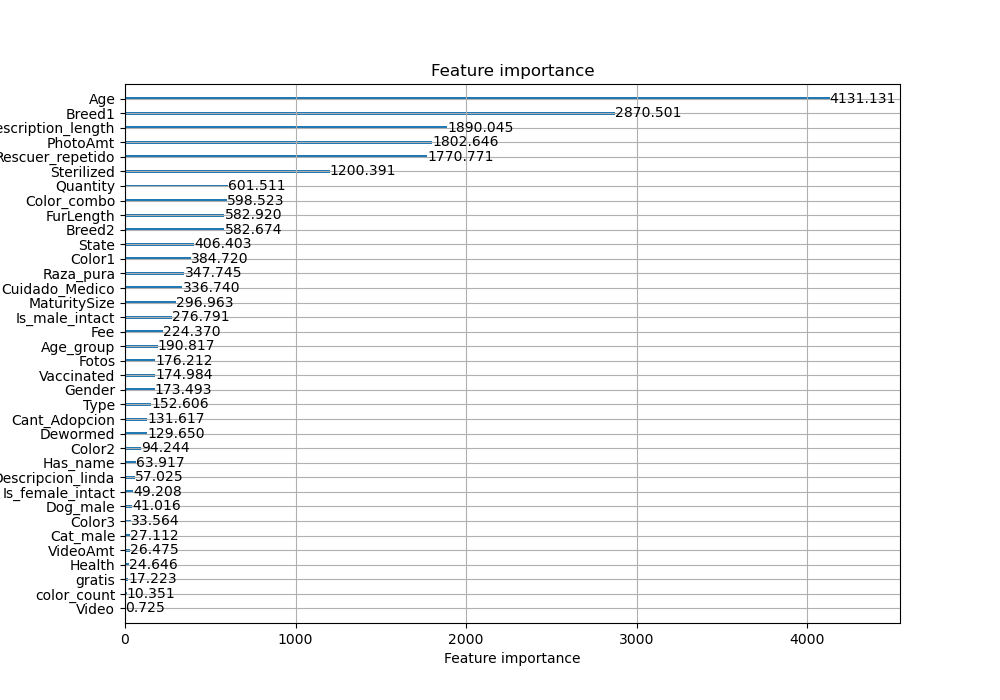 Feature importance
Age 4131.131
Breed1 2870.501
escription_length 1890.045
PhotoAmt 1802.646
Rescuer_repetido 1770.771
Sterilized 1200.391
Quantity 601.511
Color_combo 598.523
FurLength 582.920
Breed2 582.674
State 406.403
Color1 384.720
Raza_pura 347.745
Cuidado_Medico 336.740
MaturitySize 296.963
Is_male_intact 276.791
Fee 224.370
Age_group 190.817
Fotos 176.212
Vaccinated 174.984
Gender 173.493
Type 152.606
Cant_Adopcion 131.617
Dewormed 129.650
Color2 94.244
Has_name 63.917
Descripcion_linda 57.025
Is_female_intact 49.208
Dog_male 41.016
Color3 33.564
Cat_male 27.112
VideoAmt 26.475
Health 24.646
gratis 17.223
color_count 10.351
Video 0.725
0 1000 2000 3000 4000
Feature importance